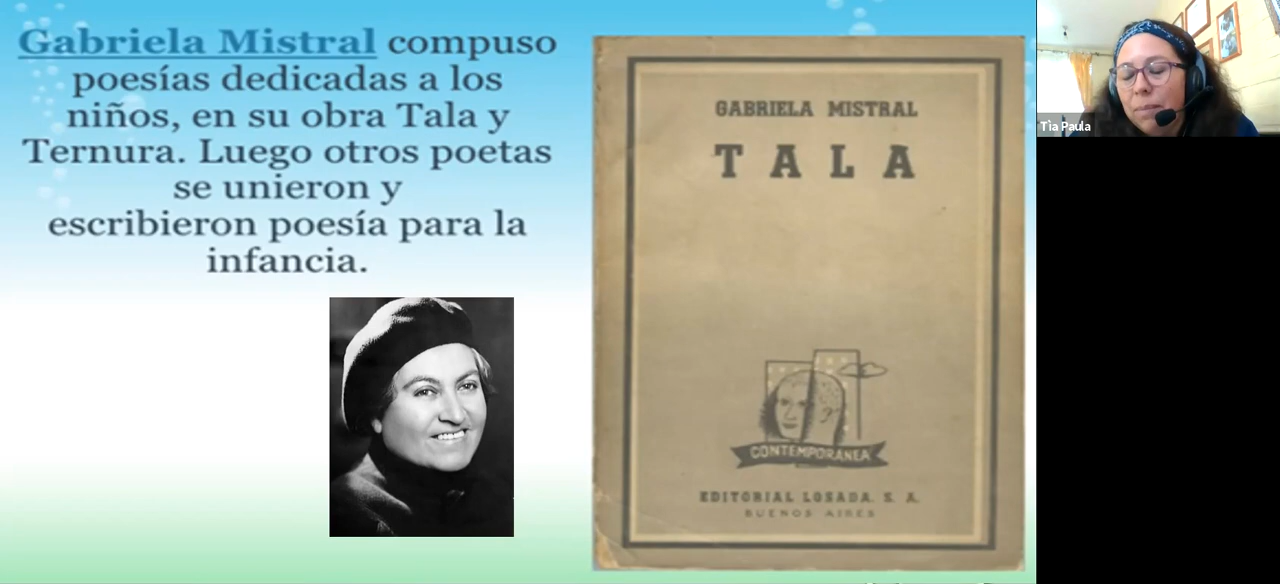 Gabriela Mistral compuso
poesías dedicadas a los
niños, en su obra Tala y
Ternura. Luego otros poetas
se unieron y
escribieron poesía para la
infancia.
GABRIELA MISTRAL
TALA
CONTEMPORANEA
EDITORIAL LOSADA. S. A.
BUENOS AIRES
Tìa Paula